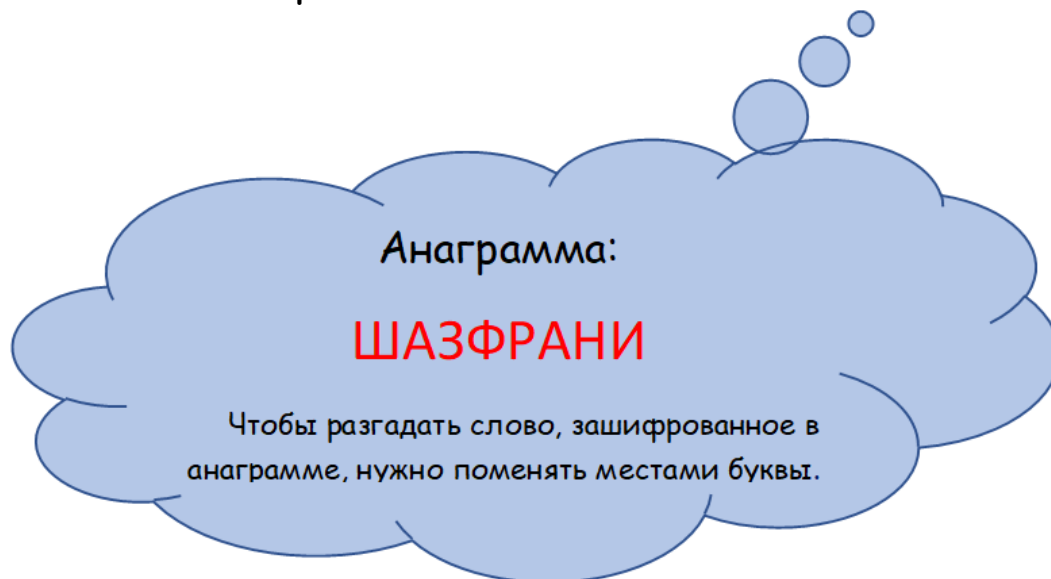 Анаграмма:
ШАЗФРАНИ
Чтобы разгадать слово, зашифрованное в
анаграмме, нужно поменять местами буквы.